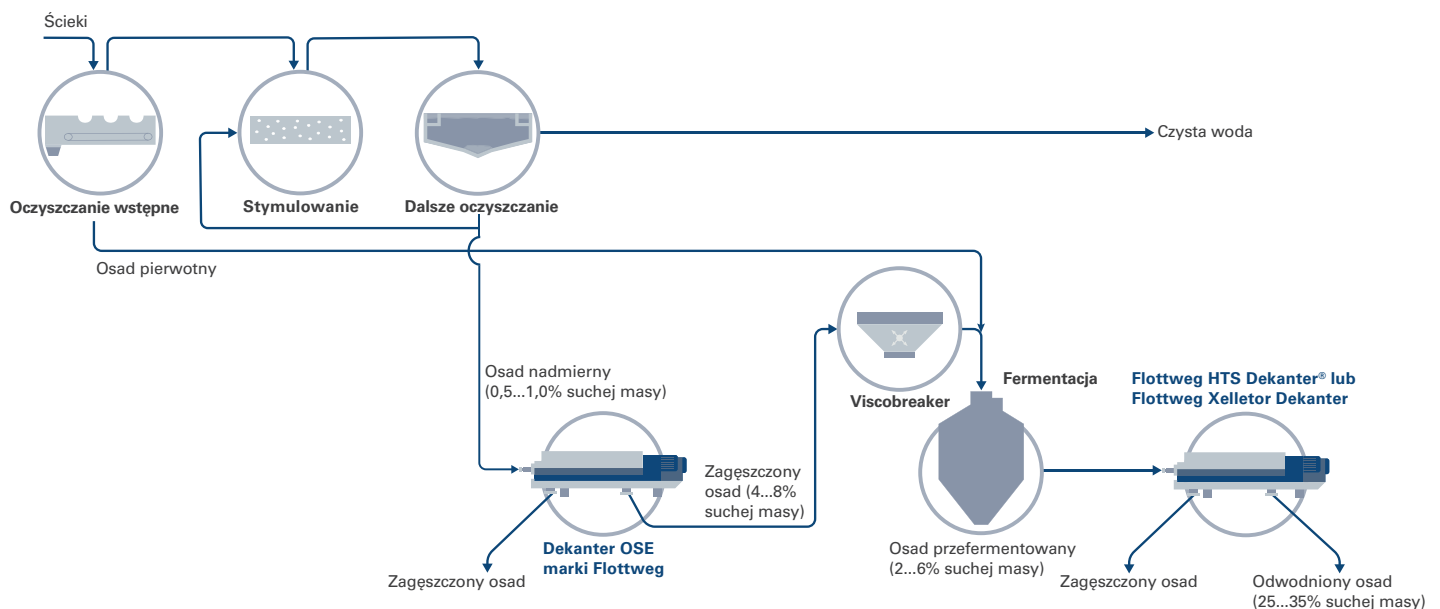 Ścieki
Czysta woda
Oczyszczanie wstępne
Stymulowanie
Dalsze oczyszczanie
Osad pierwotny
Osad nadmierny
(0,5...1,0% suchej masy)
Viscobreaker
Fermentacja
Flottweg HTS Dekanter® lub
Flottweg Xelletor Dekanter
Zagęszczony
osad (4...8%
suchej masy)
Dekanter OSE
marki Flottweg
Zagęszczony osad
Osad przefermentowany
(2...6% suchej masy)
Zagęszczony osad
Odwodniony osad
(25...35% suchej masy)